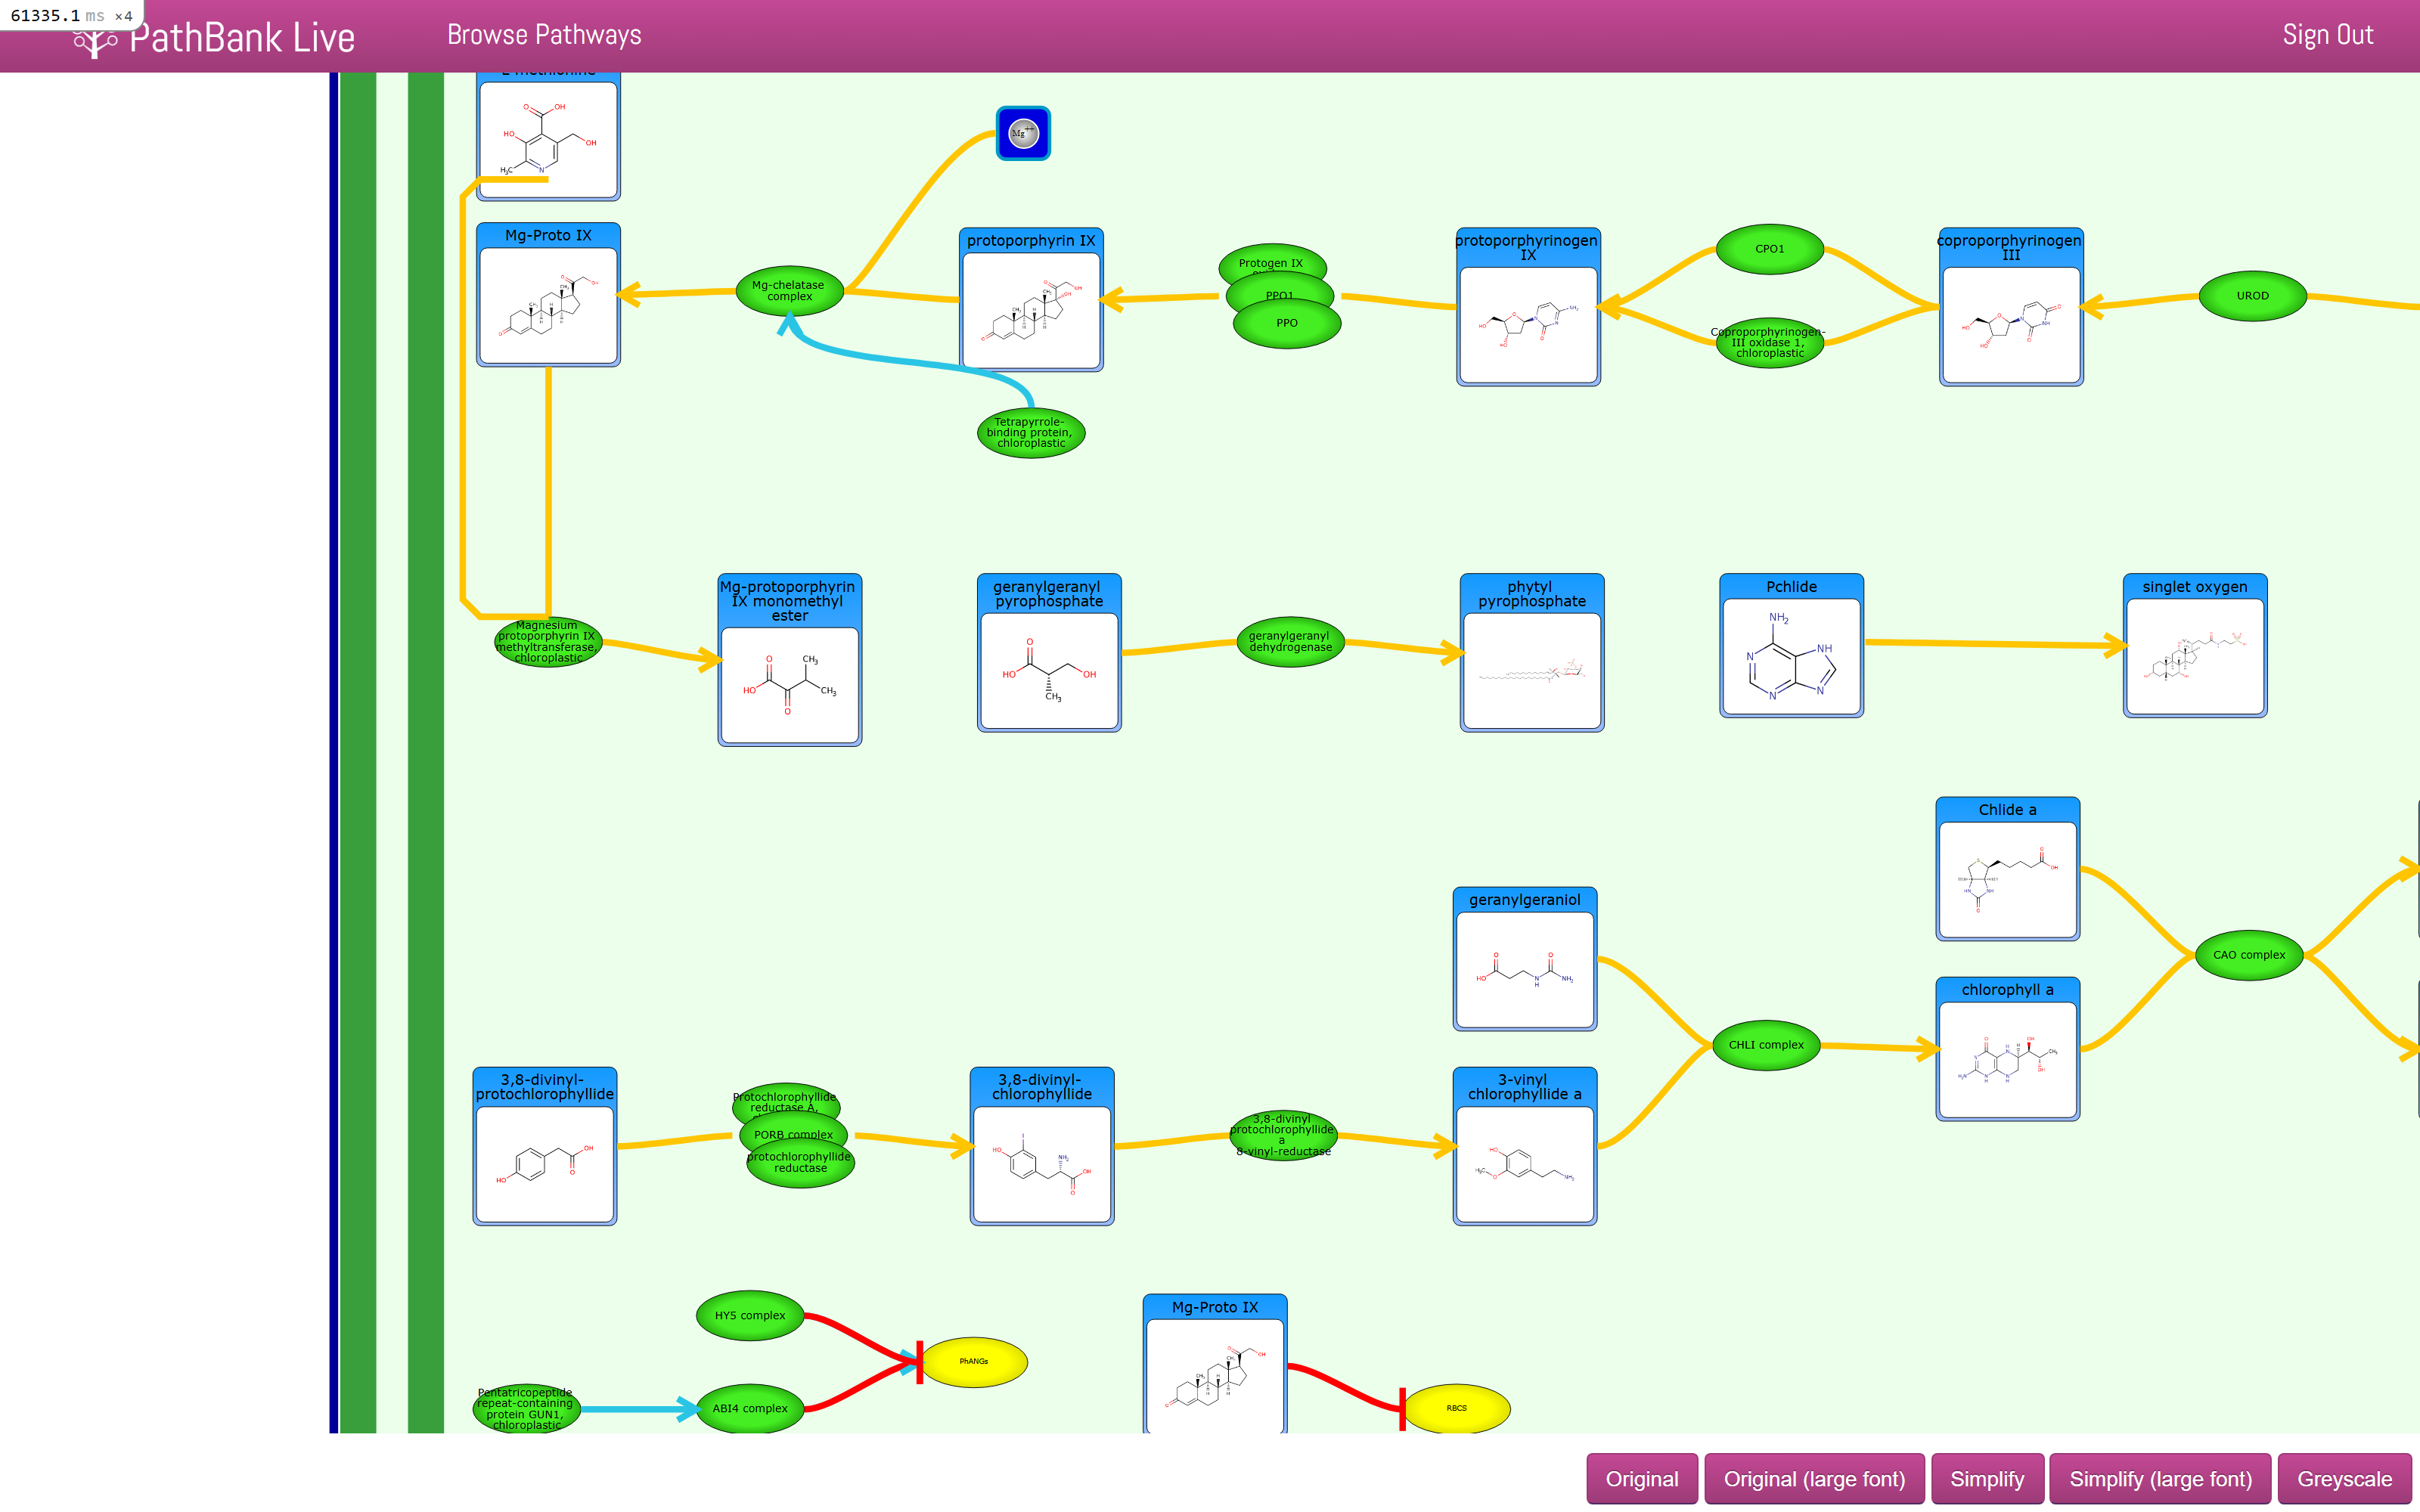 61335.1 ms ×4
PathBank Live
Browse Pathways
Sign Out
Mg++
Mg-Proto IX
Mg-chelatase
complex
protoporphyrin IX
Protogen IX
PPO1
PPO
protoporphyrinogen
IX
CPO1
Coproporphyrinogen-
III oxidase 1,
chloroplastic
coproporphyrinogen
III
UROD
Tetrapyrrole-
binding protein,
chloroplastic
Magnesium
protoporphyrin IX
methyltransferase,
chloroplastic
Mg-protoporphyrin
IX monomethyl
ester
geranylgeranyl
pyrophosphate
geranylgeranyl
dehydrogenase
phytyl
pyrophosphate
Pchlide
singlet oxygen
Chlide a
geranylgeraniol
CAO complex
chlorophyll a
CHLI complex
3,8-divinyl-
protochlorophyllide
Protochlorophyllide
reductase A,
PORB complex
protochlorophyllide
reductase
3,8-divinyl-
chlorophyllide
3,8-divinyl
protochlorophyllide
a
8-vinyl-reductase
3-vinyl
chlorophyllide a
HY5 complex
PhANGs
Pentatricopeptide
repeat-containing
protein GUN1,
chloroplastic
ABI4 complex
Mg-Proto IX
RBCS
Original
Original (large font)
Simplify
Simplify (large font)
Greyscale